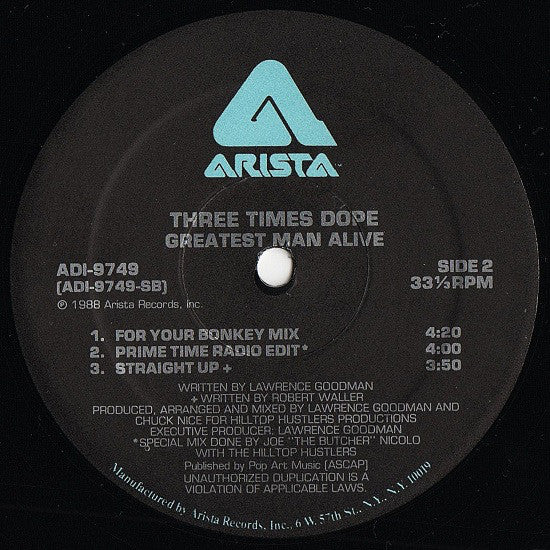 ARISTA™
THREE TIMES DOPE
GREATEST MAN ALIVE
ADI-9749
(ADI-9749-SB)
℗ 1988 Arista Records, Inc.
SIDE 2
33⅓ RPM
1. FOR YOUR BONKEY MIX 4:20
2. PRIME TIME RADIO EDIT* 4:00
3. STRAIGHT UP + 3:50
WRITTEN BY LAWRENCE GOODMAN
+ WRITTEN BY ROBERT WALLER
PRODUCED, ARRANGED AND MIXED BY LAWRENCE GOODMAN AND
CHUCK NICE FOR HILLTOP HUSTLERS PRODUCTIONS
EXECUTIVE PRODUCER: LAWRENCE GOODMAN
*SPECIAL MIX DONE BY JOE "THE BUTCHER" NICOLO
WITH THE HILLTOP HUSTLERS
Published by Pop Art Music (ASCAP)
UNAUTHORIZED DUPLICATION IS A
VIOLATION OF APPLICABLE LAWS
Manufactured by Arista Records, Inc., 6 W. 57th St., N.Y., N.Y. 10019